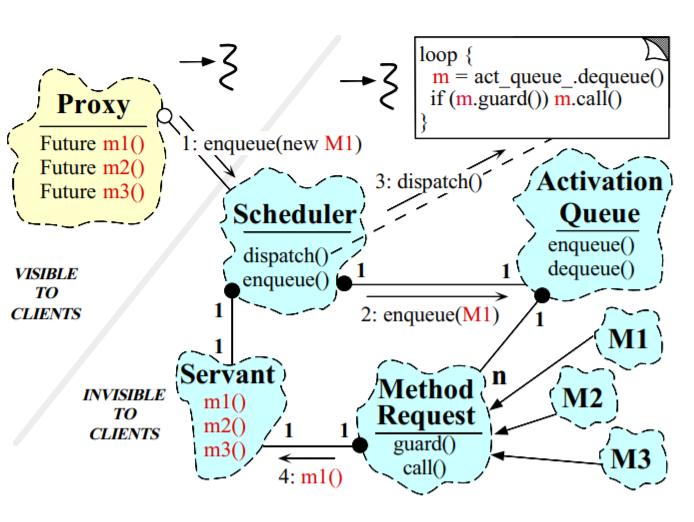 loop {
m = act_queue_.dequeue()
if (m.guard()) m.call()
}
Proxy
Future m1()
Future m2()
Future m3()
1: enqueue(new M1)
3: dispatch()
Scheduler
dispatch()
enqueue()
Activation
Queue
enqueue()
dequeue()
VISIBLE
TO
CLIENTS
1
1
2: enqueue(M1)
1
1
1
n
INVISIBLE
TO
CLIENTS
Servant
m1()
m2()
m3()
1
1
4: m1()
Method
Request
guard()
call()
M1
M2
M3